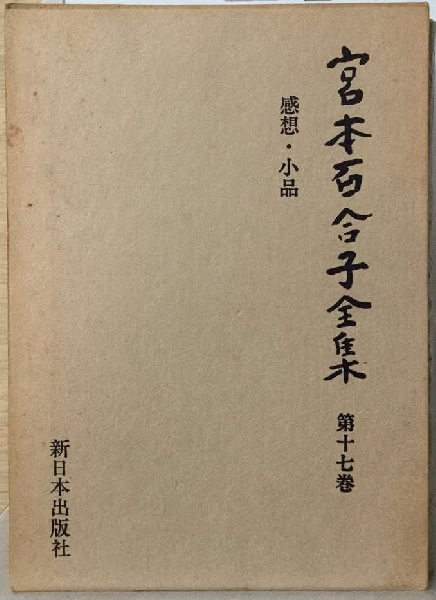 宮本百合子全集 第十七巻
感想・小品
新日本出版社